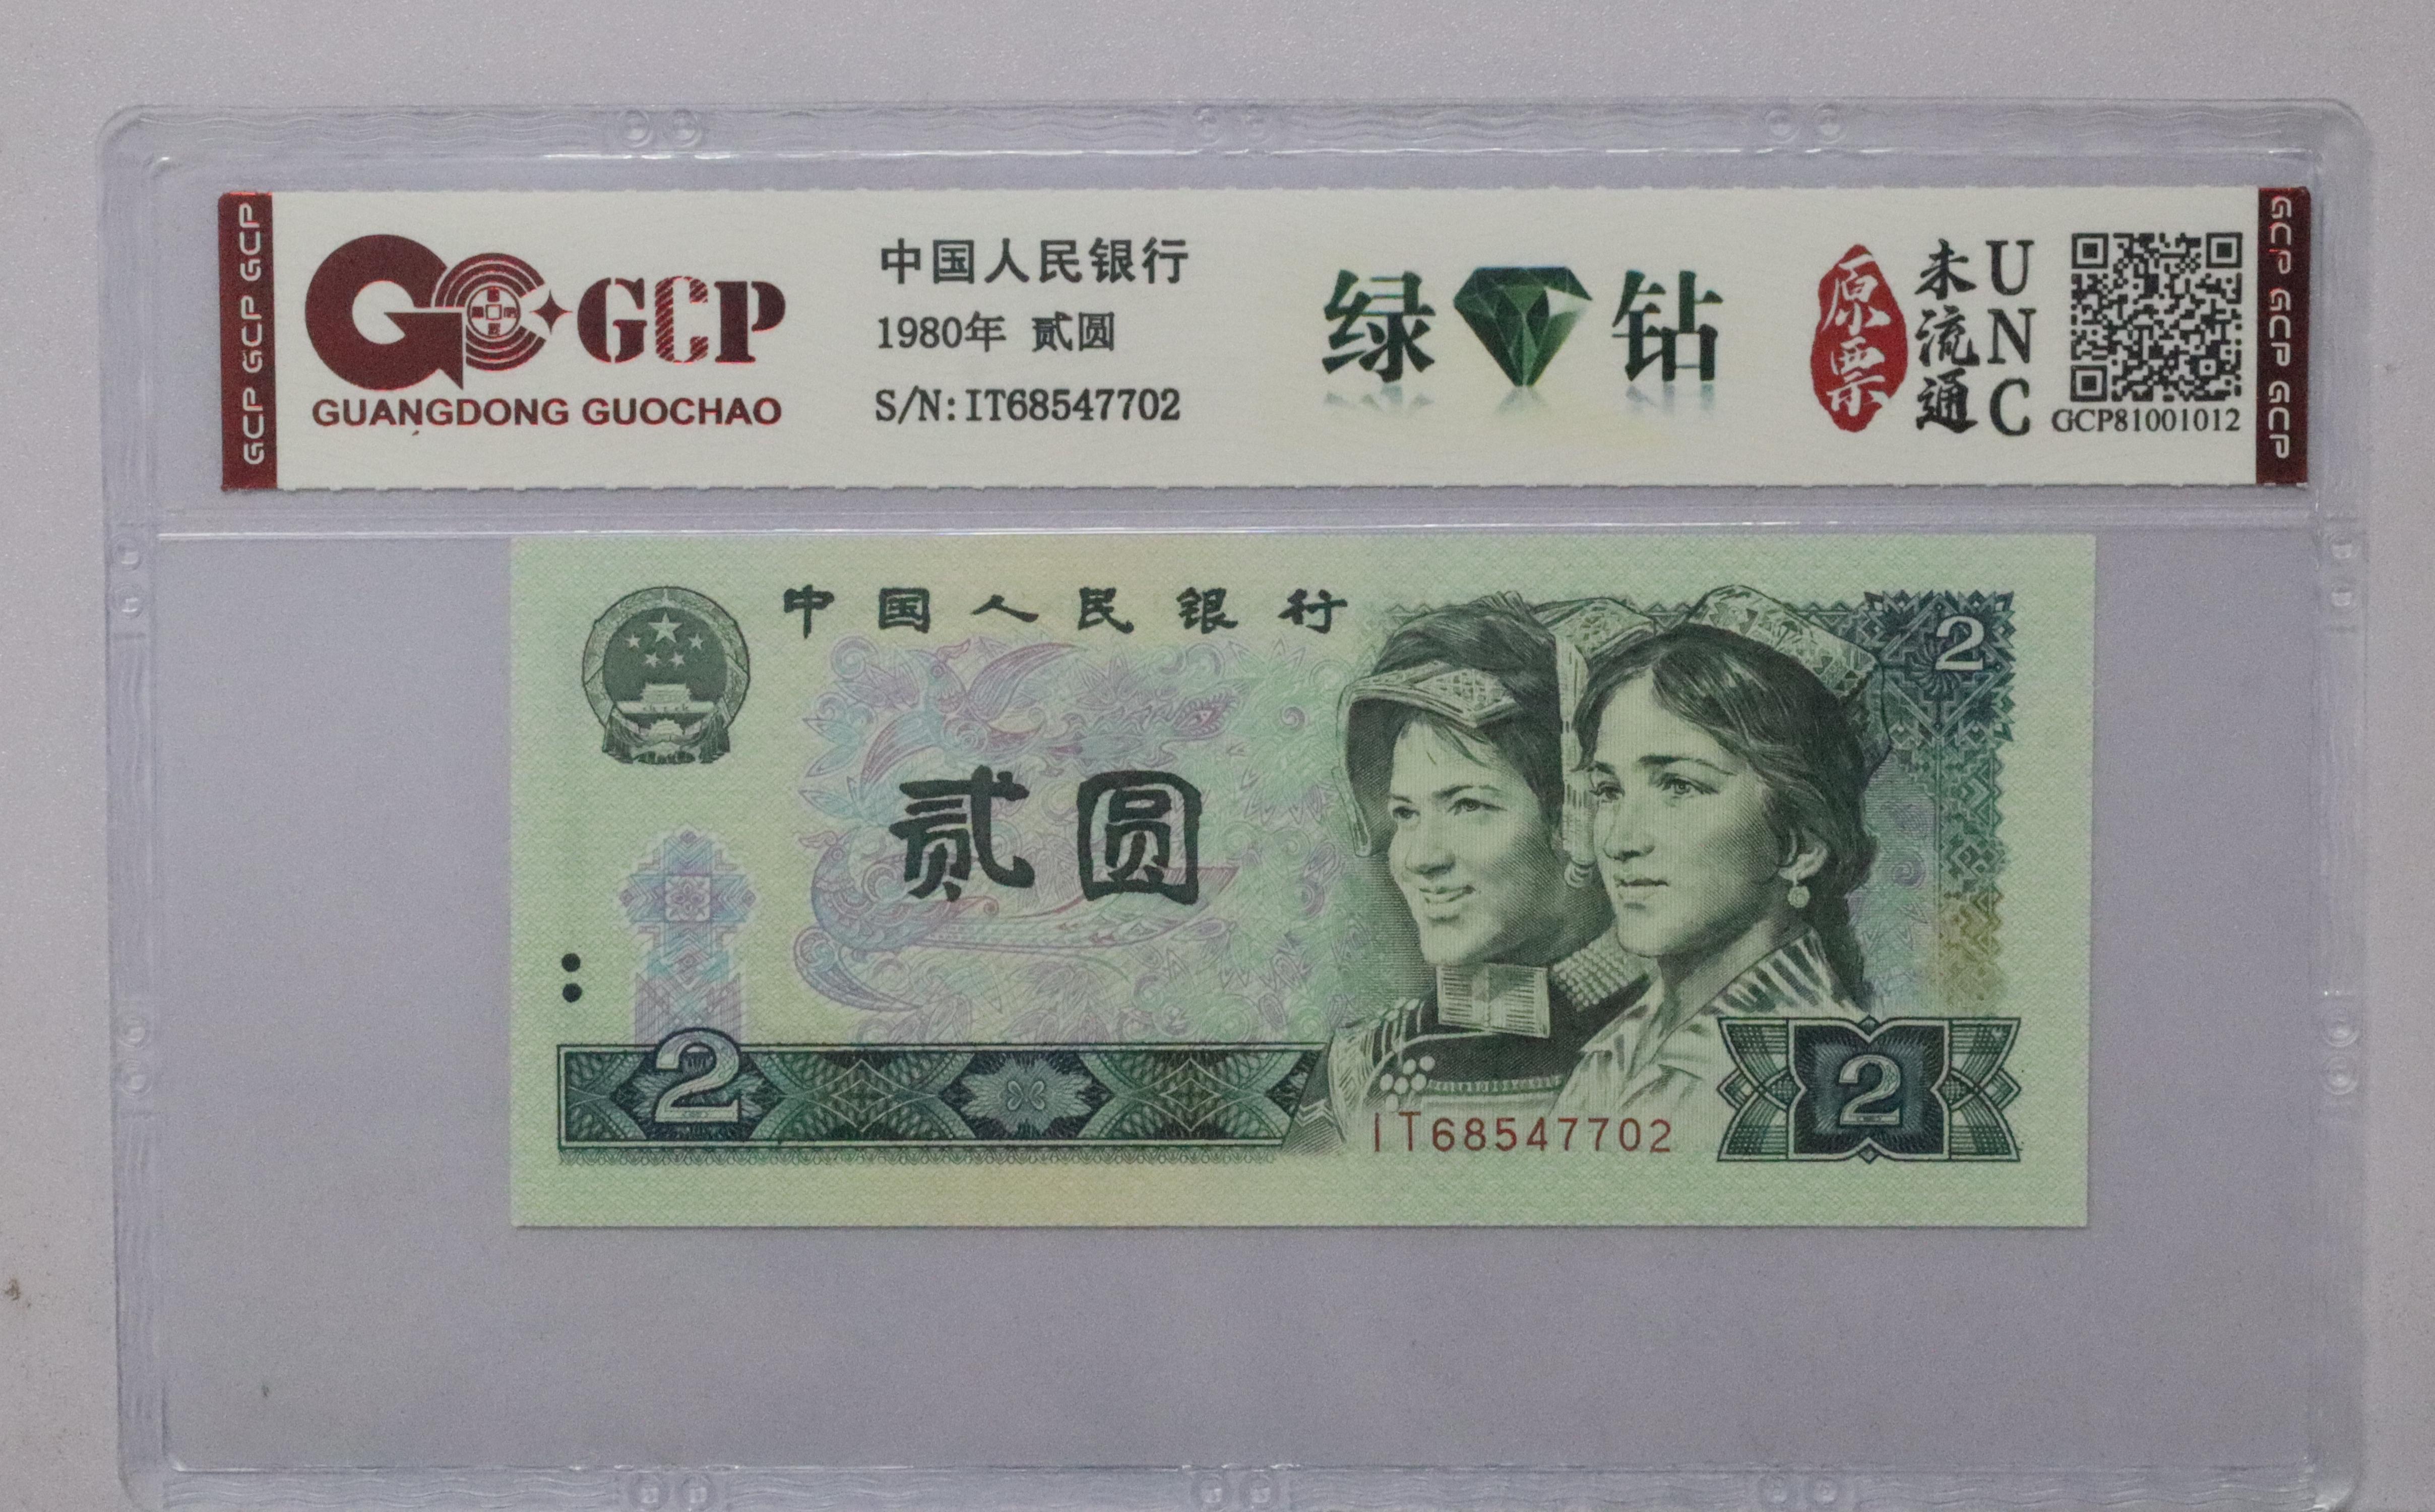 GCP GCP GCP
GCP
GUANGDONG GUOCHAO
中国人民银行
1980年 贰圆
S/N:IT68547702
绿钻
原票
未流通
UNC
GCP81001012
GCP GCP GCP
中国人民银行
2
贰圆
2
IT68547702
2